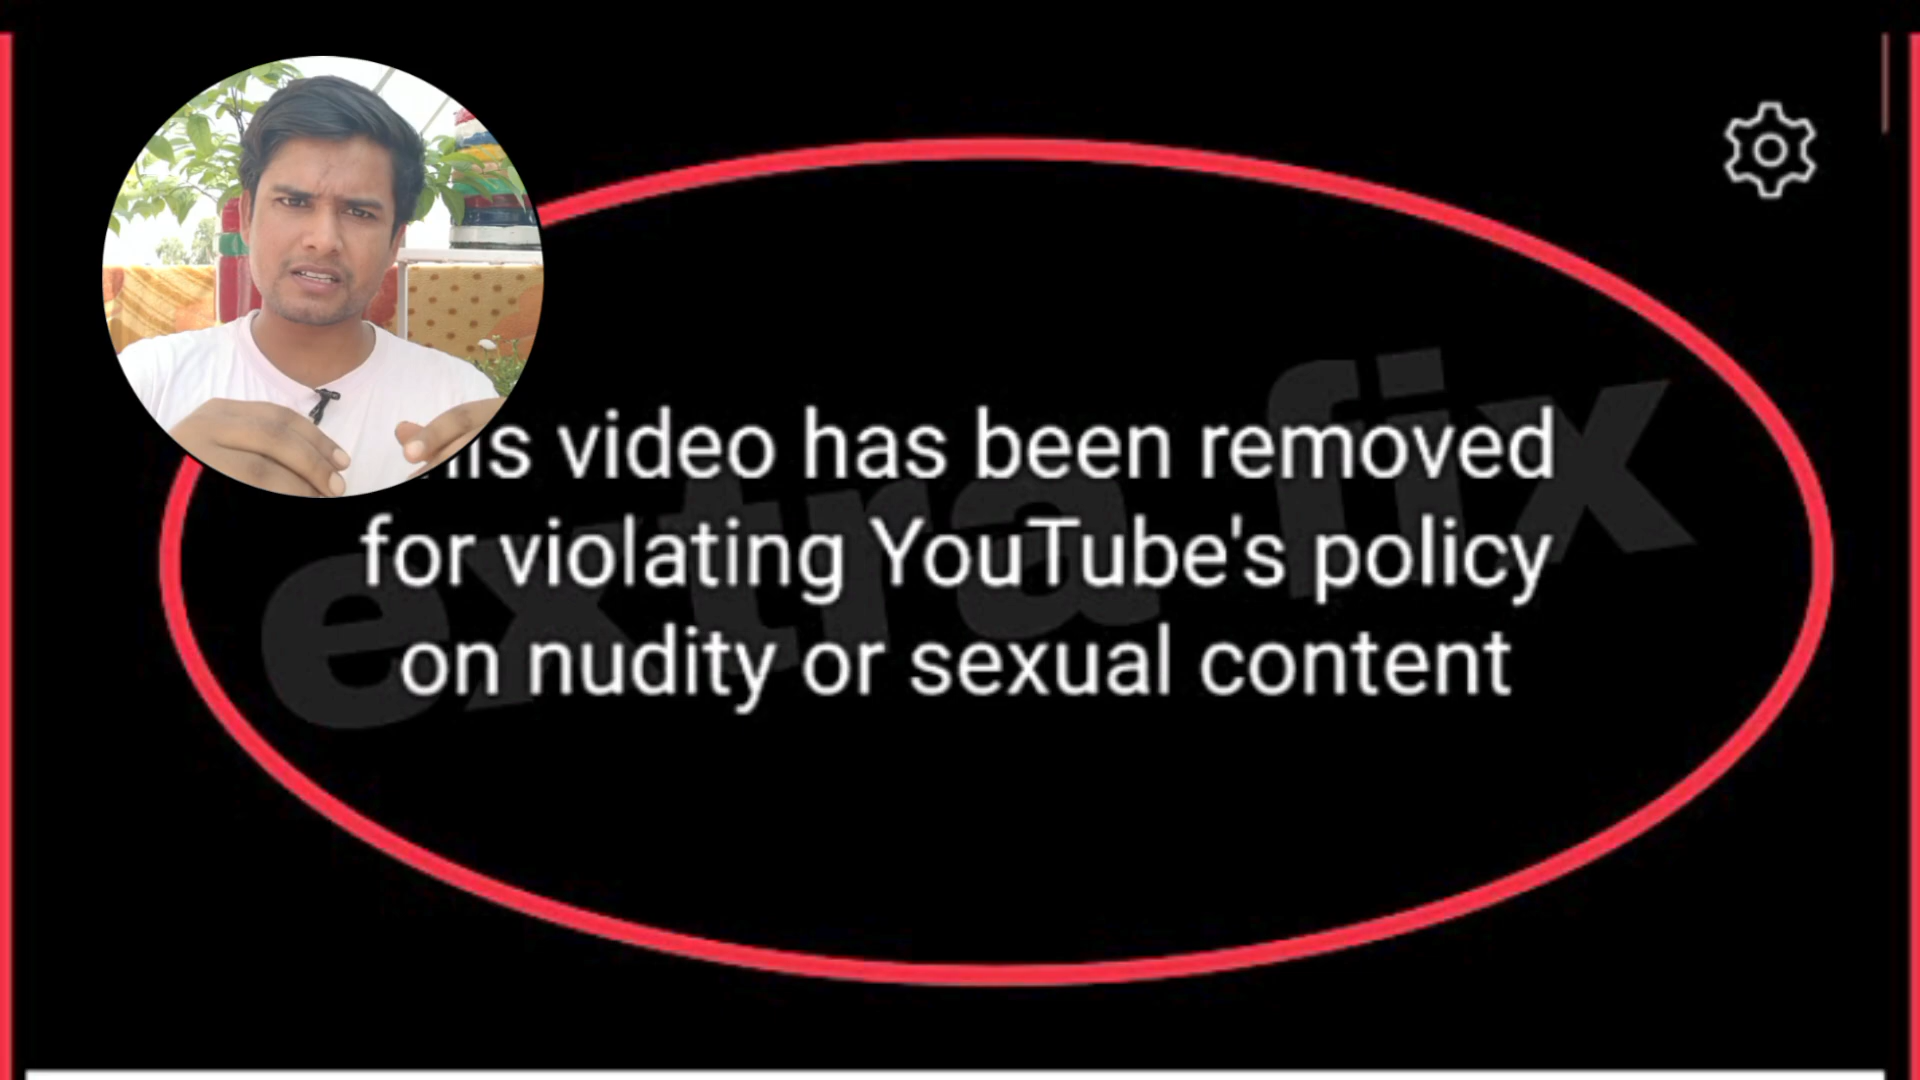 is video has been removed
for violating YouTube's policy
on nudity or sexual content
extra fix